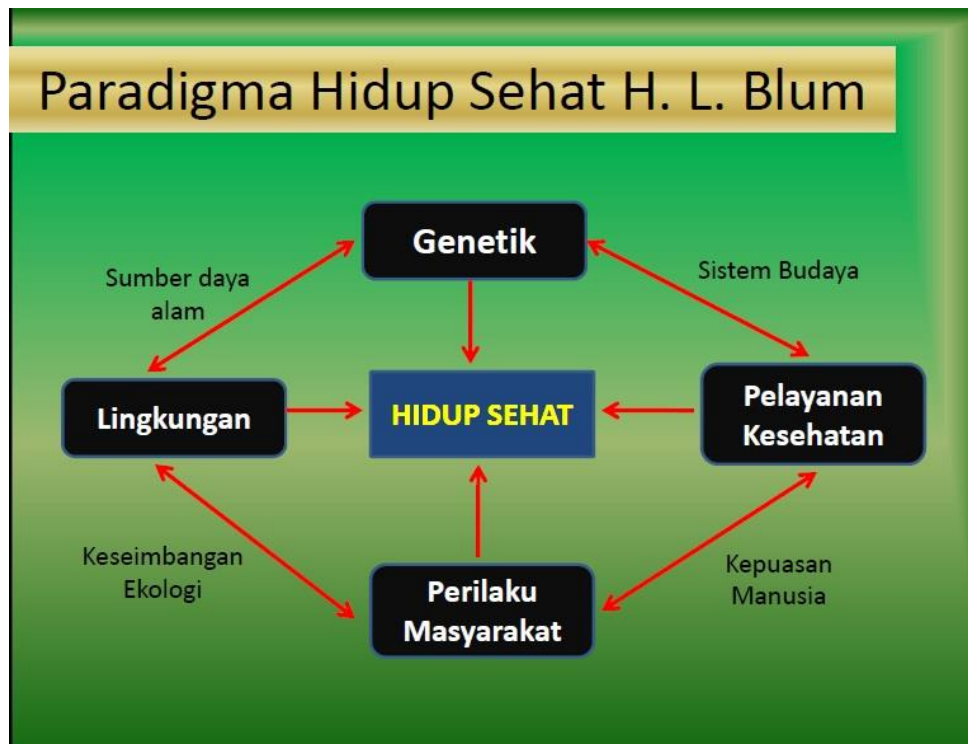 Paradigma Hidup Sehat H. L. Blum
Genetik
Sumber daya
alam
Sistem Budaya
Lingkungan
HIDUP SEHAT
Pelayanan
Kesehatan
Keseimbangan
Ekologi
Perilaku
Masyarakat
Kepuasan
Manusia